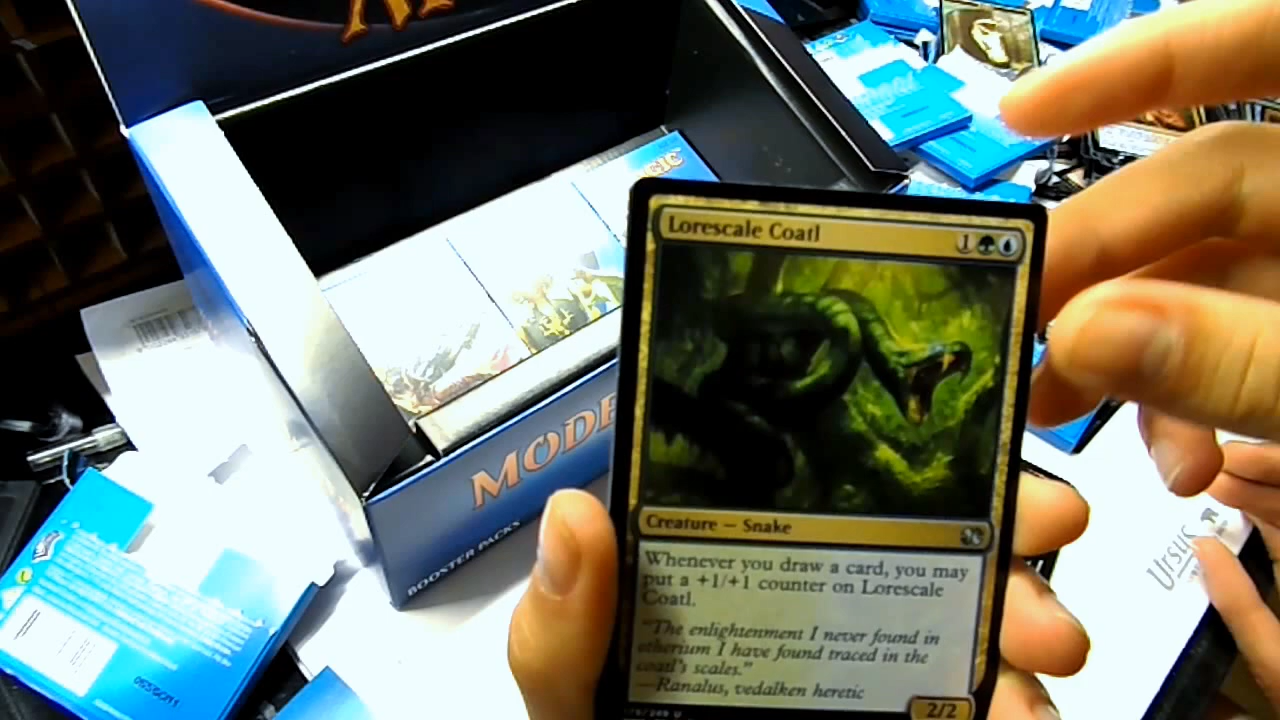 MODE
BOOSTER PACKS
Lorescale Coatl
1
Creature — Snake
Whenever you draw a card, you may
put a +1/+1 counter on Lorescale
Coatl.
"The enlightenment I never found in
etherium I have found traced in the
coatl's scales."
—Ranalus, vedalken heretic
2/2
Ursus